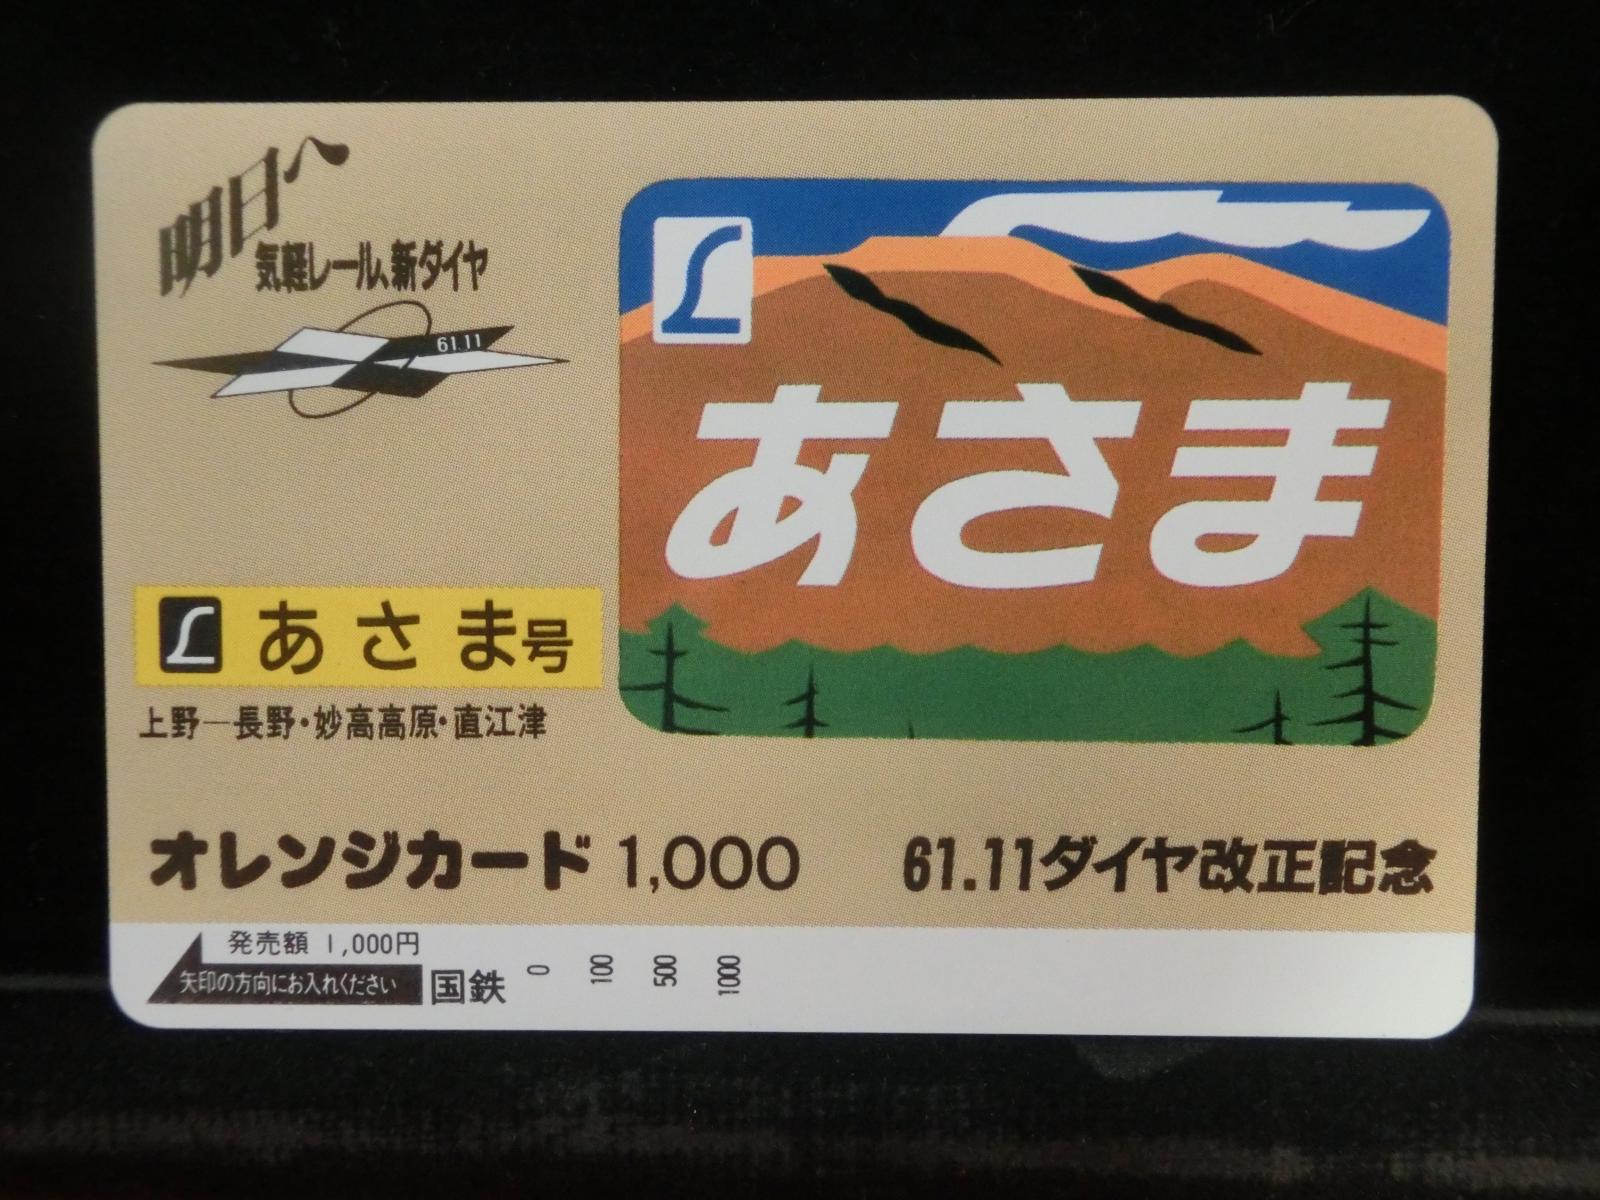 明日へ
気軽レール、新ダイヤ
61.11
L
あさま
L あさま号
上野―長野・妙高高原・直江津
オレンジカード 1,000
61.11ダイヤ改正記念
発売額 1,000円
矢印の方向にお入れください
国鉄
0 100 500 1000